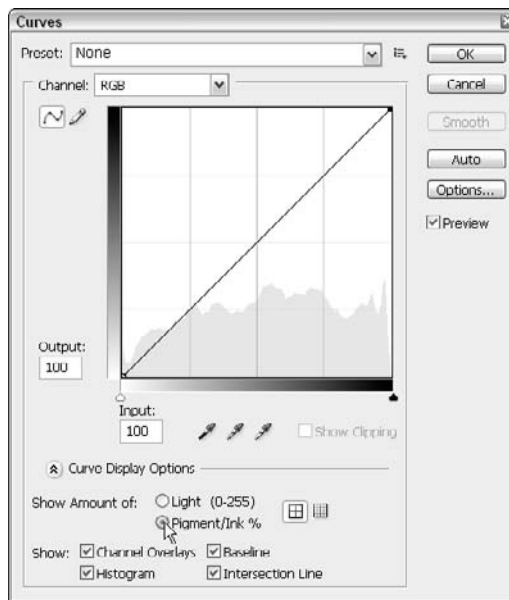 Curves
Preset: None
OK
Channel: RGB
Cancel
Smooth
Auto
Options...
Preview
Output:
100
Input:
100
Show Clipping
Curve Display Options
Show Amount of: Light (0-255)
Pigment/Ink %
Show: Channel Overlays Baseline
Histogram Intersection Line